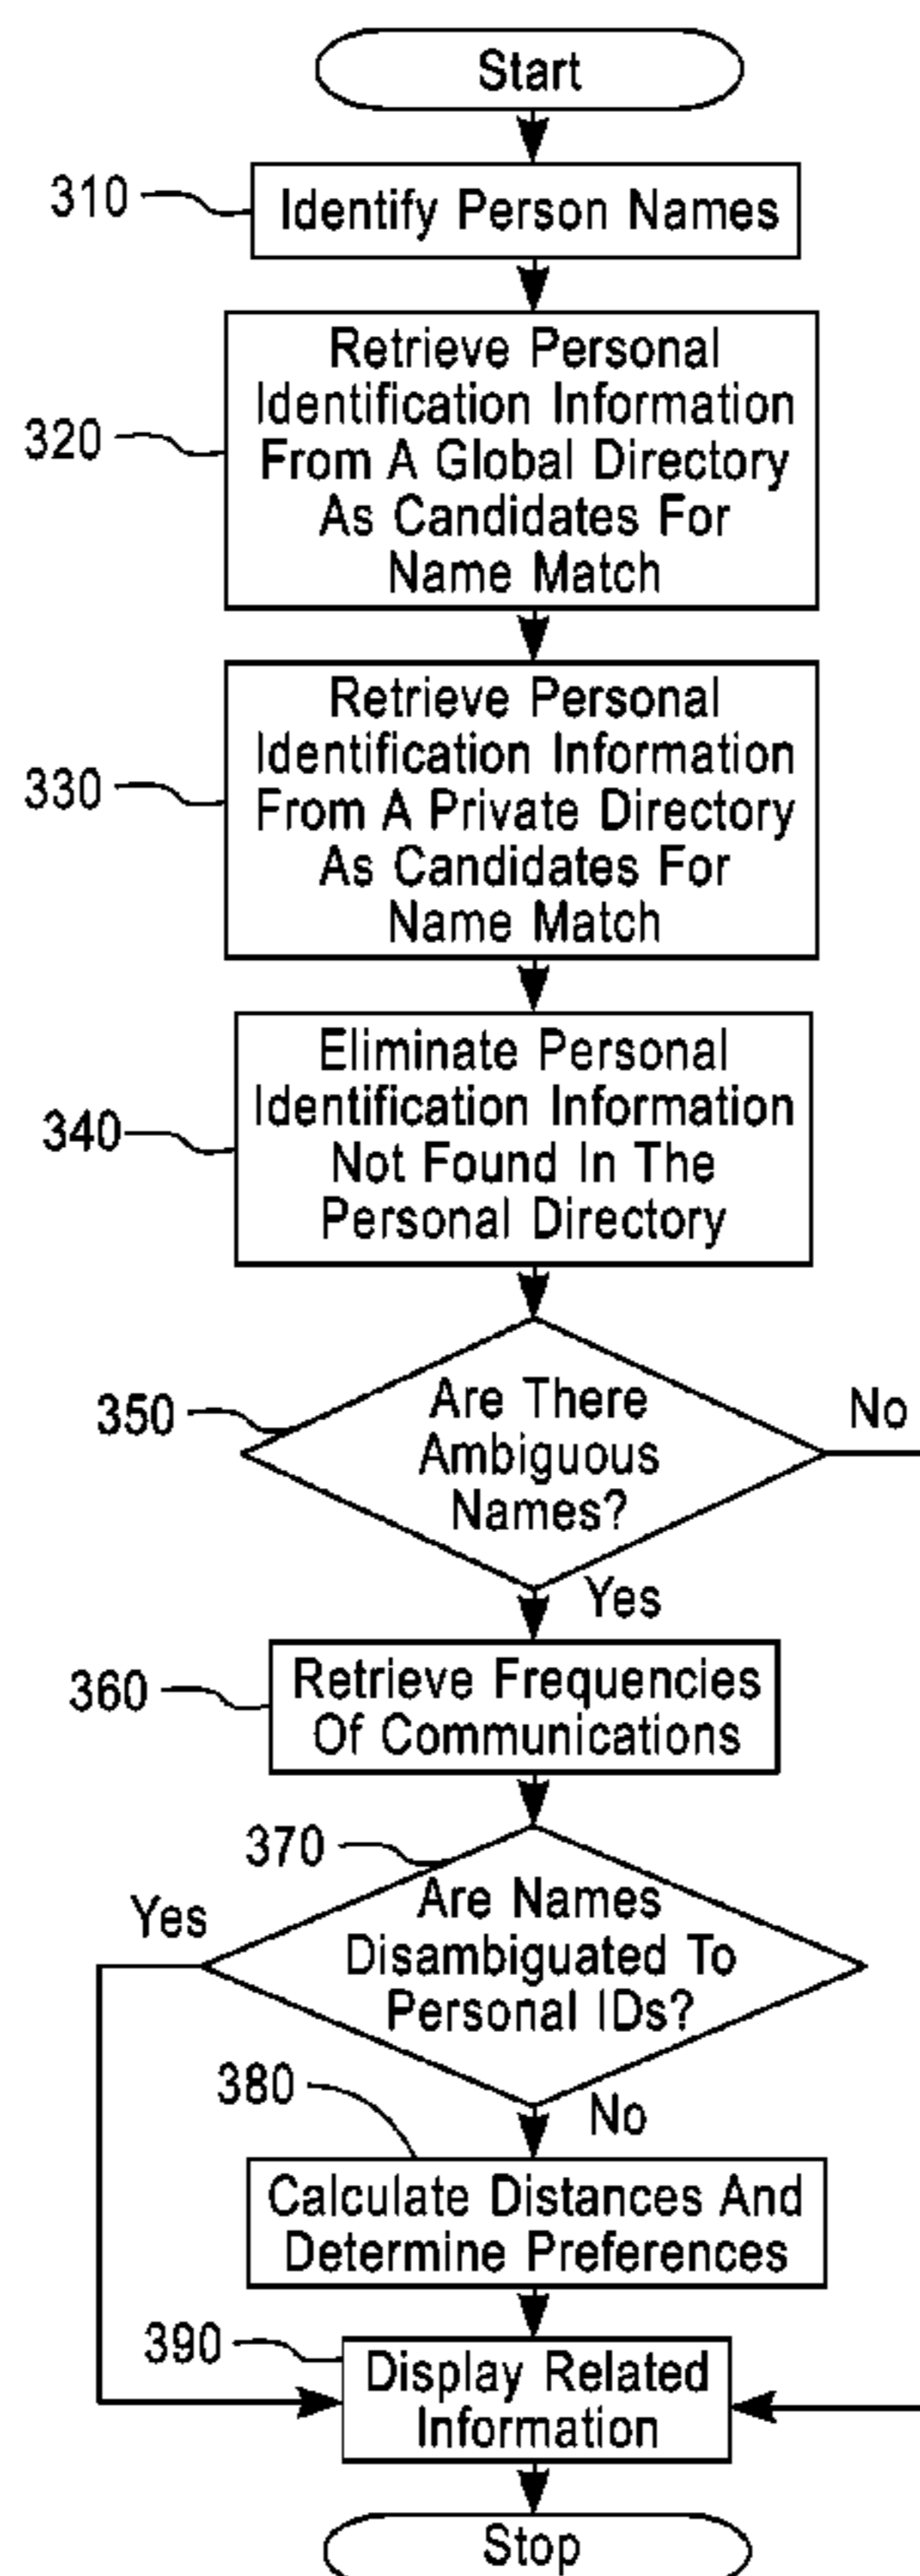 Start
310
Identify Person Names
320
Retrieve Personal
Identification Information
From A Global Directory
As Candidates For
Name Match
330
Retrieve Personal
Identification Information
From A Private Directory
As Candidates For
Name Match
340
Eliminate Personal
Identification Information
Not Found In The
Personal Directory
350
Are There
Ambiguous
Names?
No
Yes
360
Retrieve Frequencies
Of Communications
370
Are Names
Disambiguated To
Personal IDs?
Yes
No
380
Calculate Distances And
Determine Preferences
390
Display Related
Information
Stop